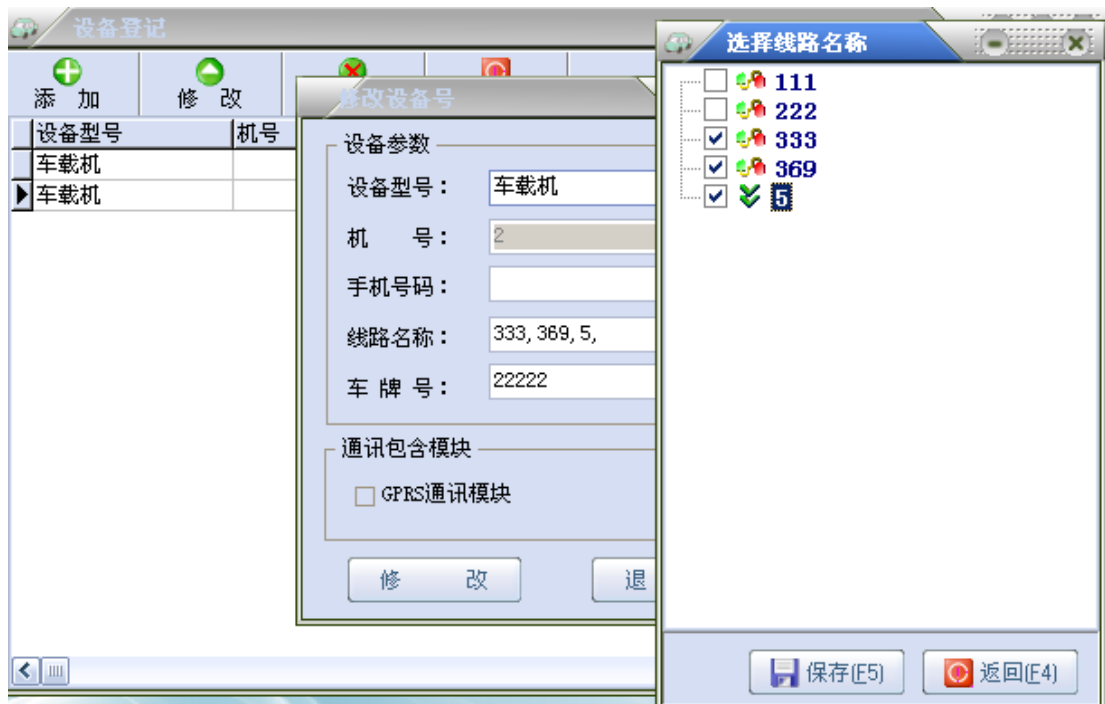 设备登记
添 加
修 改
设备型号
机号
车载机
车载机
修改设备号
设备参数
设备型号：
车载机
机 号：
2
手机号码：
线路名称：
333,369,5,
车 牌 号：
22222
通讯包含模块
GPRS通讯模块
修 改
退
选择线路名称
111
222
333
369
5
保存(F5)
返回(F4)